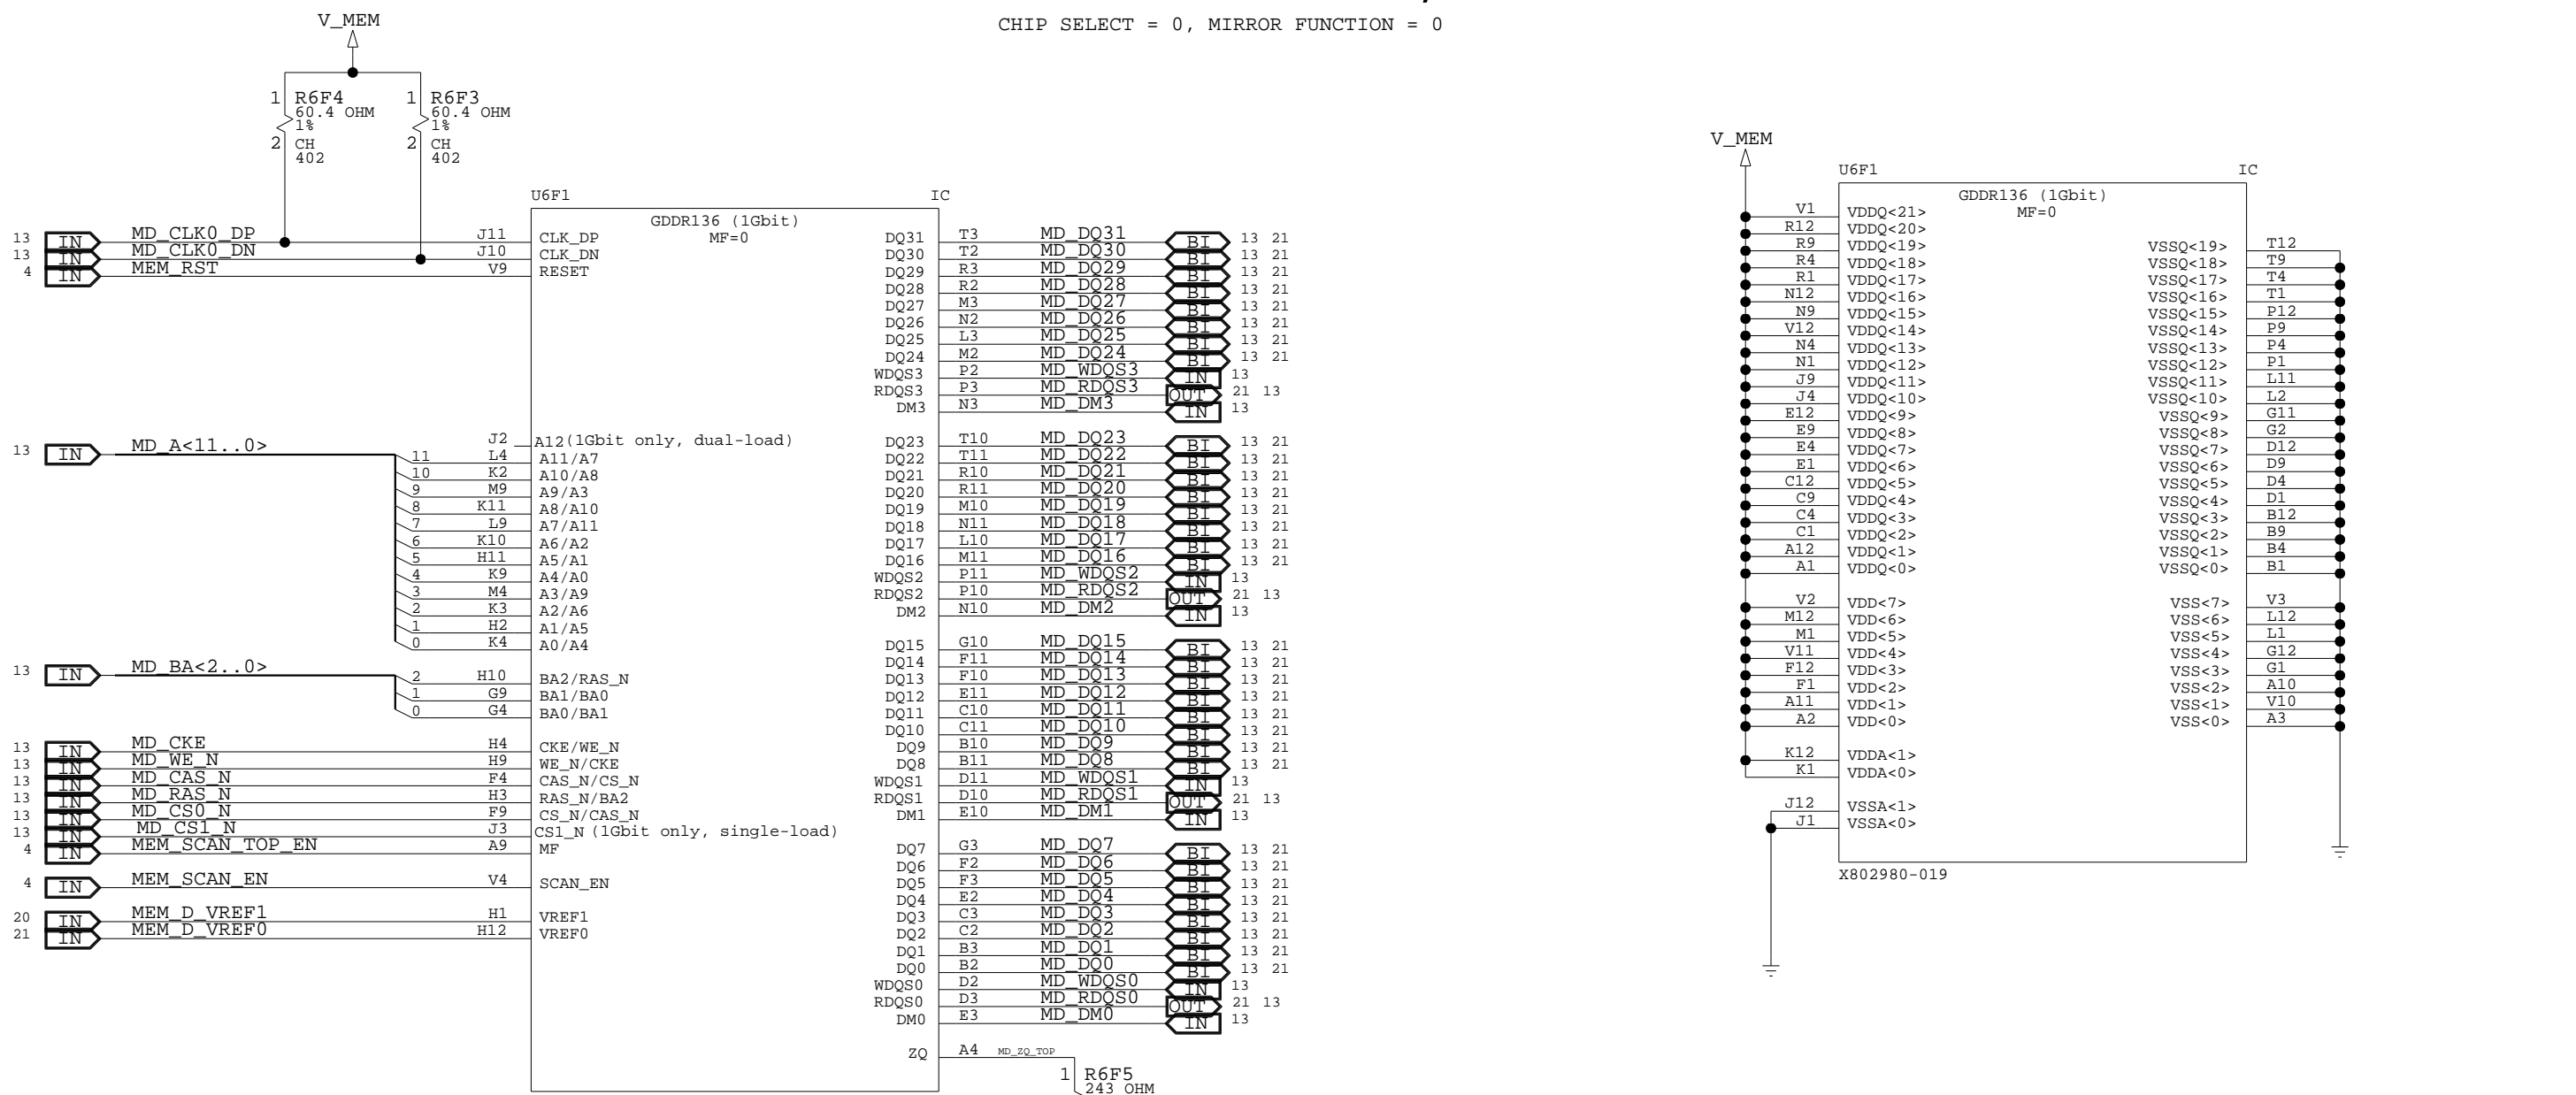 CHIP SELECT = 0, MIRROR FUNCTION = 0
V_MEM
1 R6F4 1 R6F3
60.4 OHM 60.4 OHM
1% 1%
2 CH 2 CH
402 402
U6F1 IC
GDDR136 (1Gbit)
MF=0
13 IN MD_CLK0_DP J11 CLK_DP
13 IN MD_CLK0_DN J10 CLK_DN
4 IN MEM_RST V9 RESET
13 IN MD_A<11..0>
J2 A12(1Gbit only, dual-load)
11 L4 A11/A7
10 K2 A10/A8
9 M9 A9/A3
8 K11 A8/A10
7 L9 A7/A11
6 K10 A6/A2
5 H11 A5/A1
4 K9 A4/A0
3 M4 A3/A9
2 K3 A2/A6
1 H2 A1/A5
0 K4 A0/A4
13 IN MD_BA<2..0>
2 H10 BA2/RAS_N
1 G9 BA1/BA0
0 G4 BA0/BA1
13 IN MD_CKE H4 CKE/WE_N
13 IN MD_WE_N H9 WE_N/CKE
13 IN MD_CAS_N F4 CAS_N/CS_N
13 IN MD_RAS_N H3 RAS_N/BA2
13 IN MD_CS0_N F9 CS_N/CAS_N
13 IN MD_CS1_N J3 CS1_N (1Gbit only, single-load)
4 IN MEM_SCAN_TOP_EN A9 MF
4 IN MEM_SCAN_EN V4 SCAN_EN
20 IN MEM_D_VREF1 H1 VREF1
21 IN MEM_D_VREF0 H12 VREF0
DQ31 T3 MD_DQ31 BI 13 21
DQ30 T2 MD_DQ30 BI 13 21
DQ29 R3 MD_DQ29 BI 13 21
DQ28 R2 MD_DQ28 BI 13 21
DQ27 M3 MD_DQ27 BI 13 21
DQ26 N2 MD_DQ26 BI 13 21
DQ25 L3 MD_DQ25 BI 13 21
DQ24 M2 MD_DQ24 BI 13 21
WDQS3 P2 MD_WDQS3 IN 13
RDQS3 P3 MD_RDQS3 OUT 21 13
DM3 N3 MD_DM3 IN 13
DQ23 T10 MD_DQ23 BI 13 21
DQ22 T11 MD_DQ22 BI 13 21
DQ21 R10 MD_DQ21 BI 13 21
DQ20 R11 MD_DQ20 BI 13 21
DQ19 M10 MD_DQ19 BI 13 21
DQ18 N11 MD_DQ18 BI 13 21
DQ17 L10 MD_DQ17 BI 13 21
DQ16 M11 MD_DQ16 BI 13 21
WDQS2 P11 MD_WDQS2 IN 13
RDQS2 P10 MD_RDQS2 OUT 21 13
DM2 N10 MD_DM2 IN 13
DQ15 G10 MD_DQ15 BI 13 21
DQ14 F11 MD_DQ14 BI 13 21
DQ13 F10 MD_DQ13 BI 13 21
DQ12 E11 MD_DQ12 BI 13 21
DQ11 C10 MD_DQ11 BI 13 21
DQ10 C11 MD_DQ10 BI 13 21
DQ9 B10 MD_DQ9 BI 13 21
DQ8 B11 MD_DQ8 BI 13 21
WDQS1 D11 MD_WDQS1 IN 13
RDQS1 D10 MD_RDQS1 OUT 21 13
DM1 E10 MD_DM1 IN 13
DQ7 G3 MD_DQ7 BI 13 21
DQ6 F2 MD_DQ6 BI 13 21
DQ5 F3 MD_DQ5 BI 13 21
DQ4 E2 MD_DQ4 BI 13 21
DQ3 C3 MD_DQ3 BI 13 21
DQ2 C2 MD_DQ2 BI 13 21
DQ1 B3 MD_DQ1 BI 13 21
DQ0 B2 MD_DQ0 BI 13 21
WDQS0 D2 MD_WDQS0 IN 13
RDQS0 D3 MD_RDQS0 OUT 21 13
DM0 E3 MD_DM0 IN 13
ZQ A4 MD_ZQ_TOP
1 R6F5
243 OHM
V_MEM
U6F1 IC
GDDR136 (1Gbit)
MF=0
V1 VDDQ<21>
R12 VDDQ<20>
R9 VDDQ<19> VSSQ<19> T12
R4 VDDQ<18> VSSQ<18> T9
R1 VDDQ<17> VSSQ<17> T4
N12 VDDQ<16> VSSQ<16> T1
N9 VDDQ<15> VSSQ<15> P12
V12 VDDQ<14> VSSQ<14> P9
N4 VDDQ<13> VSSQ<13> P4
N1 VDDQ<12> VSSQ<12> P1
J9 VDDQ<11> VSSQ<11> L11
J4 VDDQ<10> VSSQ<10> L2
E12 VDDQ<9> VSSQ<9> G11
E9 VDDQ<8> VSSQ<8> G2
E4 VDDQ<7> VSSQ<7> D12
E1 VDDQ<6> VSSQ<6> D9
C12 VDDQ<5> VSSQ<5> D4
C9 VDDQ<4> VSSQ<4> D1
C4 VDDQ<3> VSSQ<3> B12
C1 VDDQ<2> VSSQ<2> B9
A12 VDDQ<1> VSSQ<1> B4
A1 VDDQ<0> VSSQ<0> B1
V2 VDD<7> VSS<7> V3
M12 VDD<6> VSS<6> L12
M1 VDD<5> VSS<5> L1
V11 VDD<4> VSS<4> G12
F12 VDD<3> VSS<3> G1
F1 VDD<2> VSS<2> A10
A11 VDD<1> VSS<1> V10
A2 VDD<0> VSS<0> A3
K12 VDDA<1>
K1 VDDA<0>
J12 VSSA<1>
J1 VSSA<0>
X802980-019